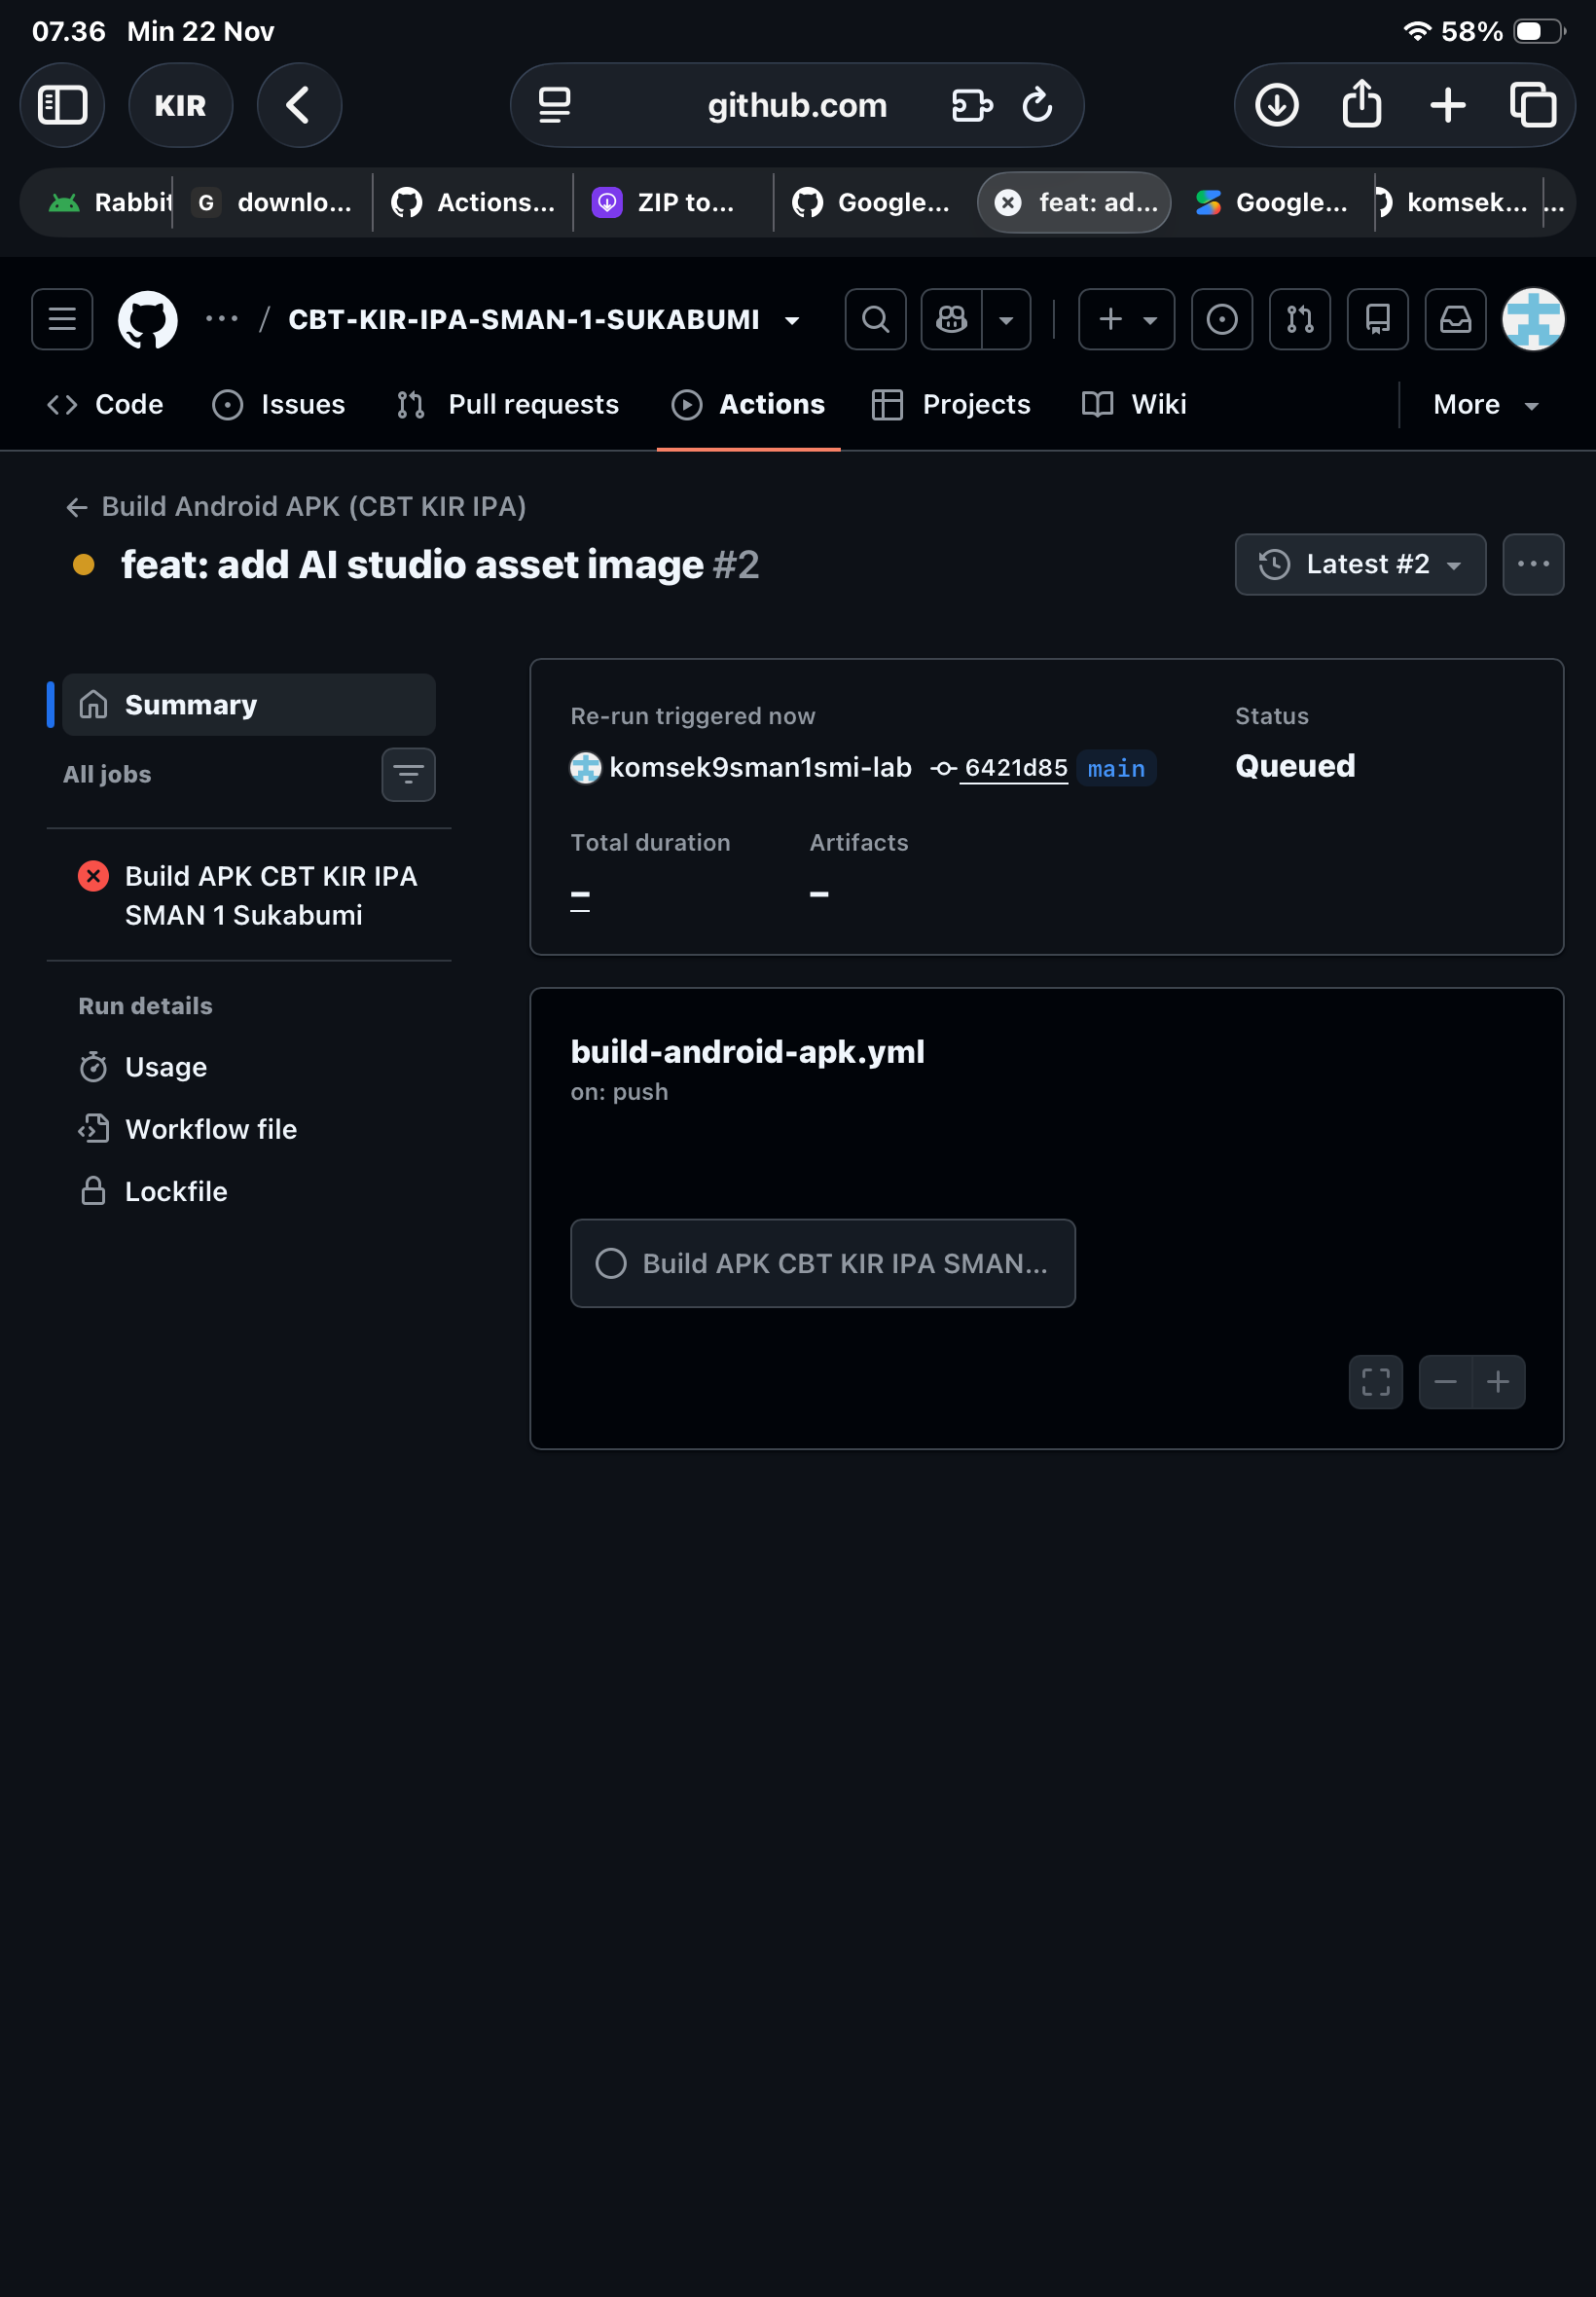 07.36 Min 22 Nov
58%
KIR
github.com
Rabbit
G downlo...
Actions...
ZIP to...
Google...
feat: ad...
Google...
komsek...
...
... / CBT-KIR-IPA-SMAN-1-SUKABUMI
Code
Issues
Pull requests
Actions
Projects
Wiki
More
Build Android APK (CBT KIR IPA)
feat: add AI studio asset image #2
Latest #2
Summary
All jobs
Build APK CBT KIR IPA
SMAN 1 Sukabumi
Run details
Usage
Workflow file
Lockfile
Re-run triggered now
komsek9sman1smi-lab 6421d85 main
Status
Queued
Total duration
–
Artifacts
–
build-android-apk.yml
on: push
Build APK CBT KIR IPA SMAN...